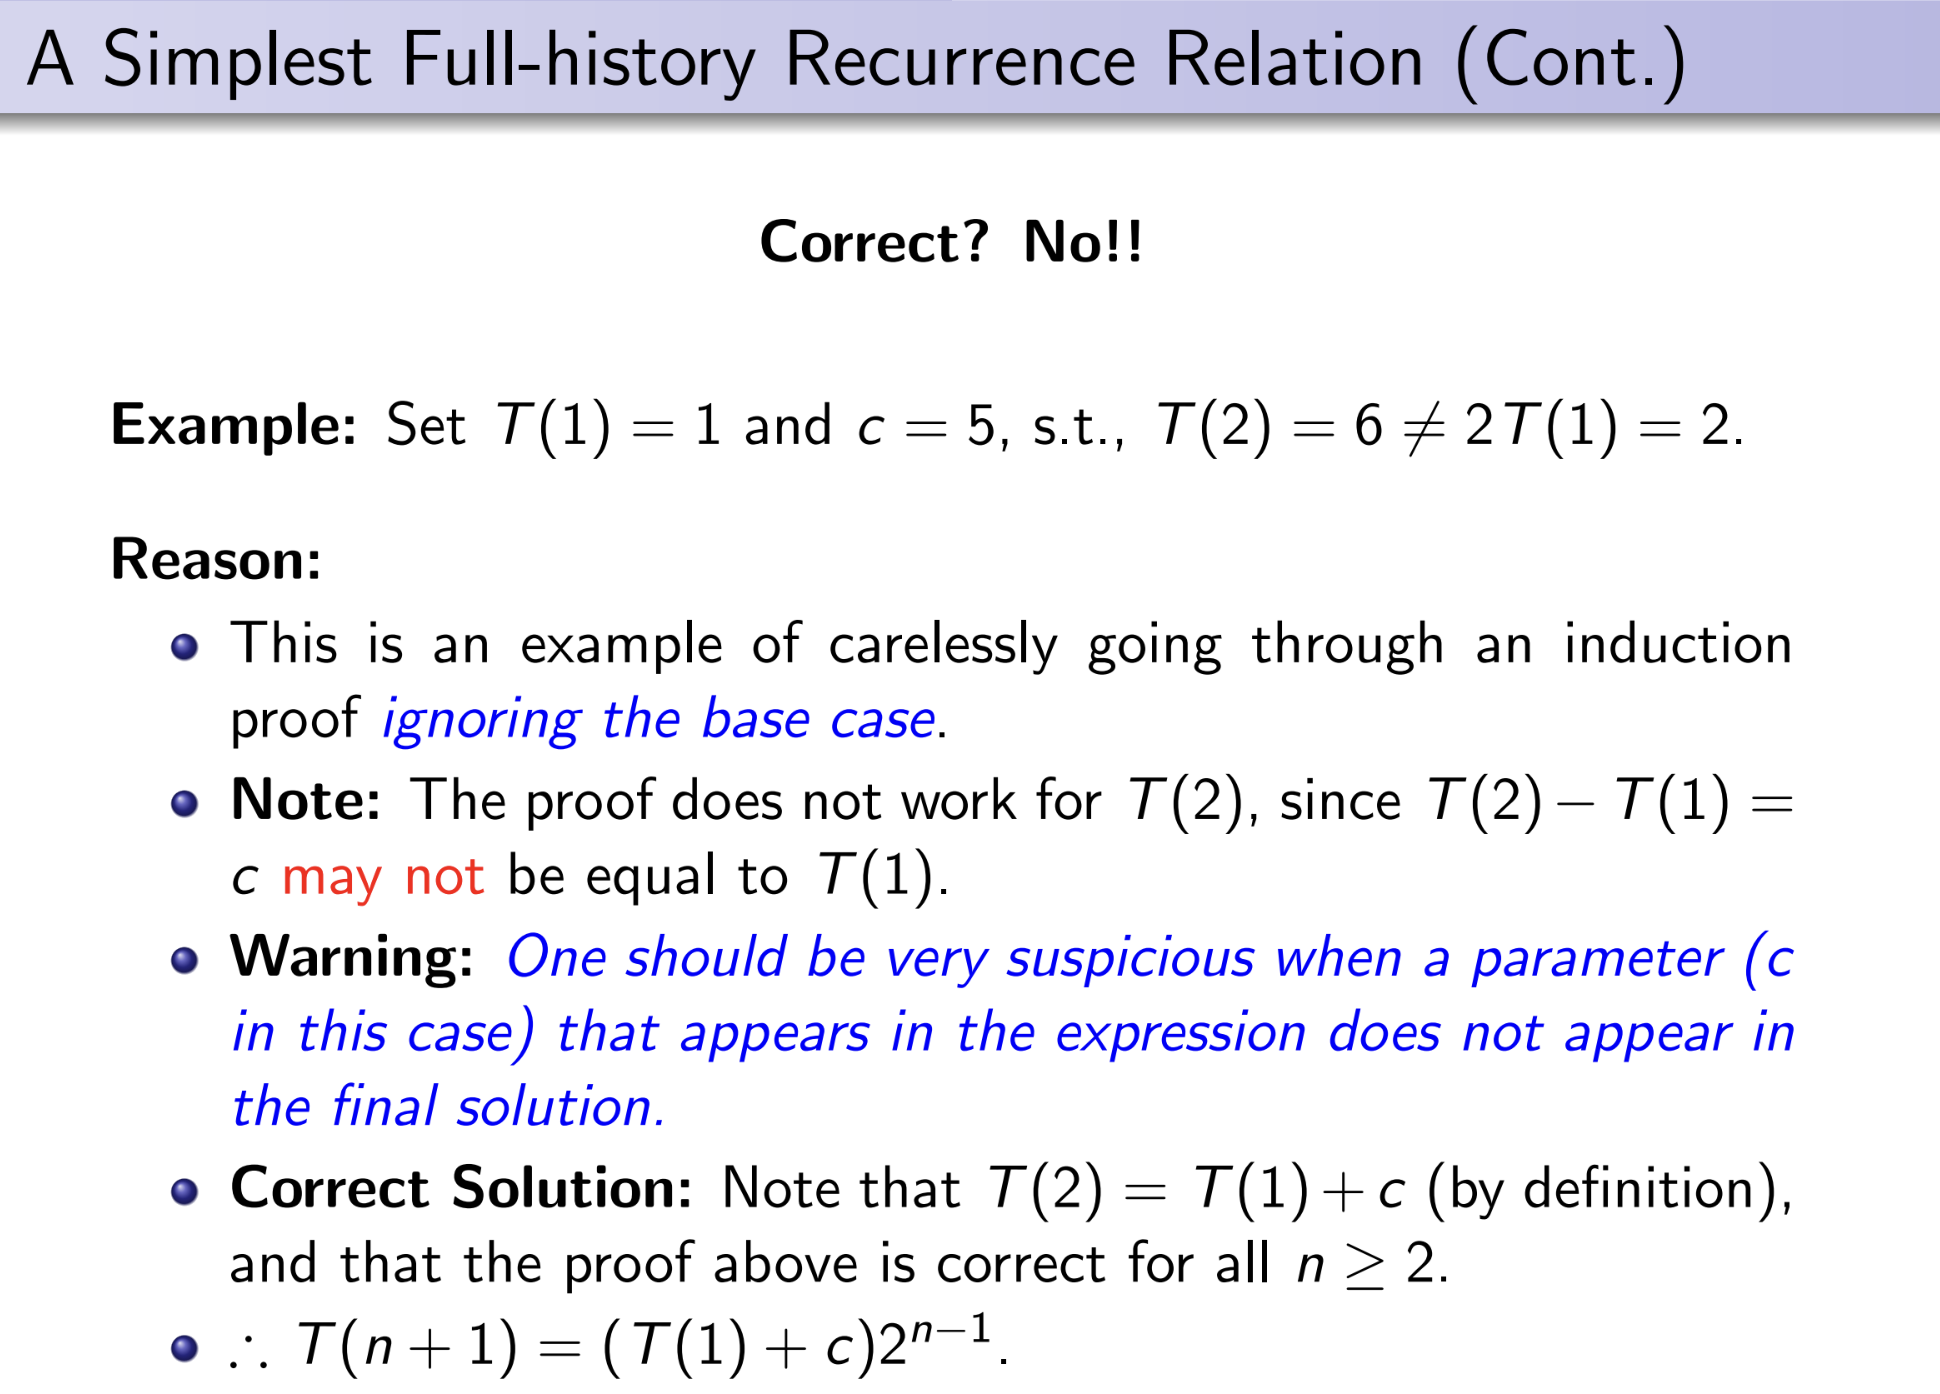 A Simplest Full-history Recurrence Relation (Cont.)
Correct? No!!
Example: Set T(1) = 1 and c = 5, s.t., T(2) = 6 ≠ 2T(1) = 2.
Reason:
This is an example of carelessly going through an induction
proof ignoring the base case.
Note: The proof does not work for T(2), since T(2) − T(1) =
c may not be equal to T(1).
Warning: One should be very suspicious when a parameter (c
in this case) that appears in the expression does not appear in
the final solution.
Correct Solution: Note that T(2) = T(1) + c (by definition),
and that the proof above is correct for all n ≥ 2.
∴ T(n + 1) = (T(1) + c)2ⁿ⁻¹.